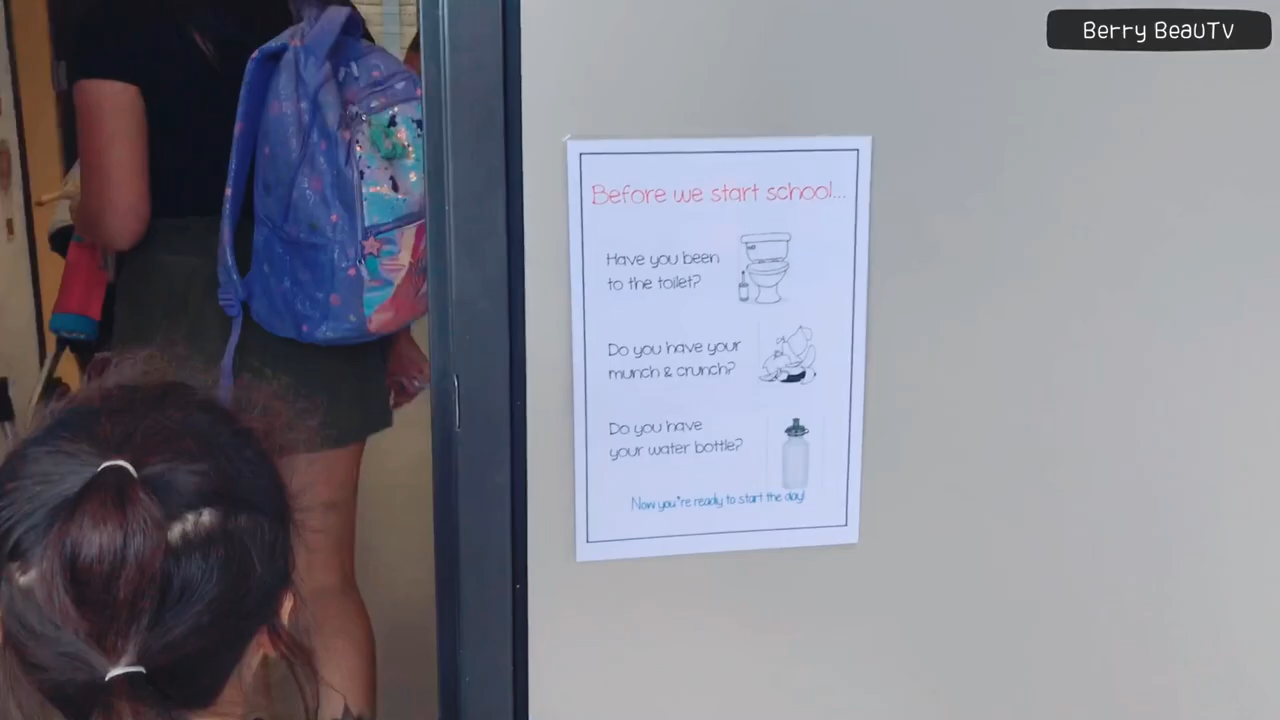 Berry BeauTv
Before we start school...
Have you been
to the toilet?
Do you have your
munch & crunch?
Do you have
your water bottle?
Now you're ready to start the day!